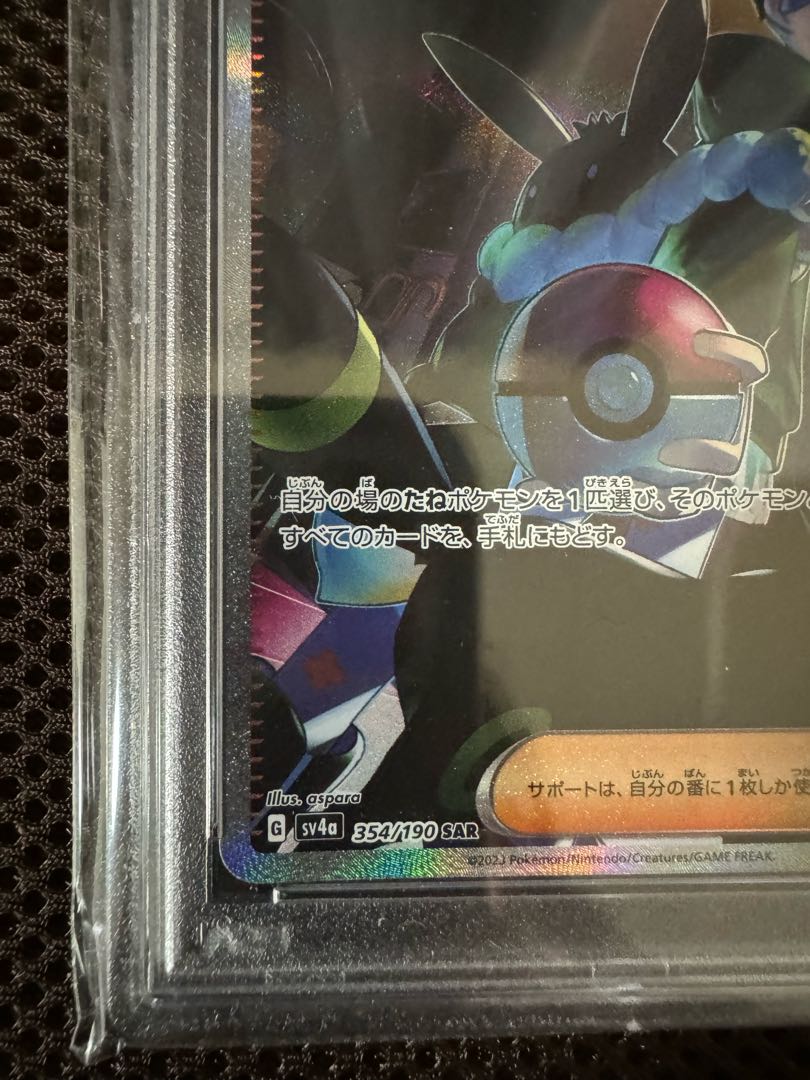 自分の場のたねポケモンを1匹選び、そのポケモン
すべてのカードを、手札にもどす。
サポートは、自分の番に1枚しか使
Illus. aspara
G sv4a 354/190 SAR
©2023 Pokémon/Nintendo/Creatures/GAME FREAK.